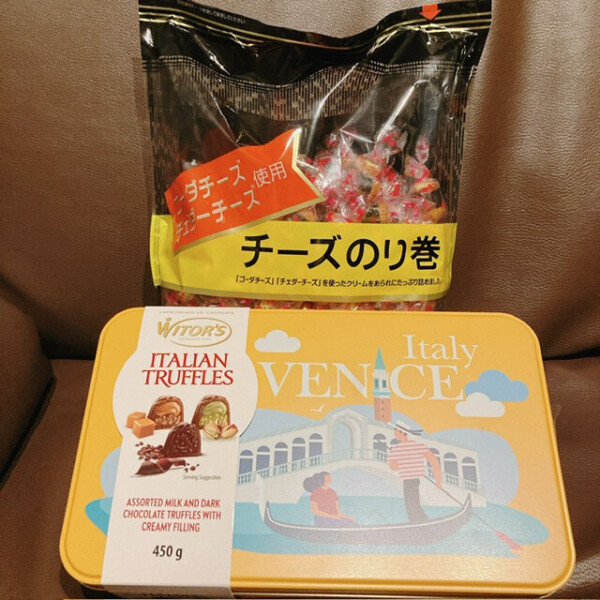 ゴーダチーズ
チェダーチーズ
使用
チーズのり巻
「ゴーダチーズ」「チェダーチーズ」を使ったクリームをあられにたっぷり詰めました。
WITOR'S
ITALIAN
TRUFFLES
Serving Suggestion
ASSORTED MILK AND DARK
CHOCOLATE TRUFFLES WITH
CREAMY FILLING
450 g
Italy
VENICE